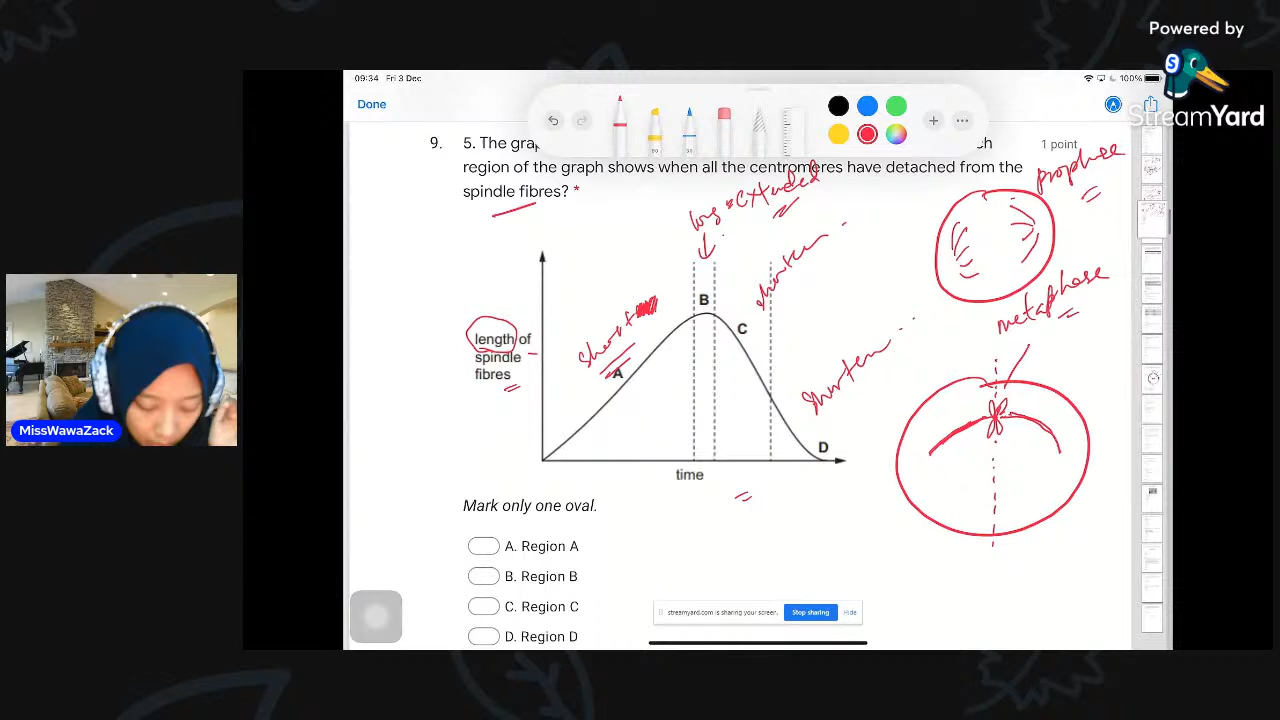 Powered by
StreamYard
09:34 Fri 3 Dec
100%
Done
9. 5. The grap
ch
1 point
region of the graph shows when all the centromeres have detached from the
spindle fibres? *
long extended
prophase
shorten
metaphase
short
shorten
length of
spindle
fibres
A
B
C
D
time
Mark only one oval.
A. Region A
B. Region B
C. Region C
D. Region D
streamyard.com is sharing your screen.
Stop sharing
Hide
MissWawaZack